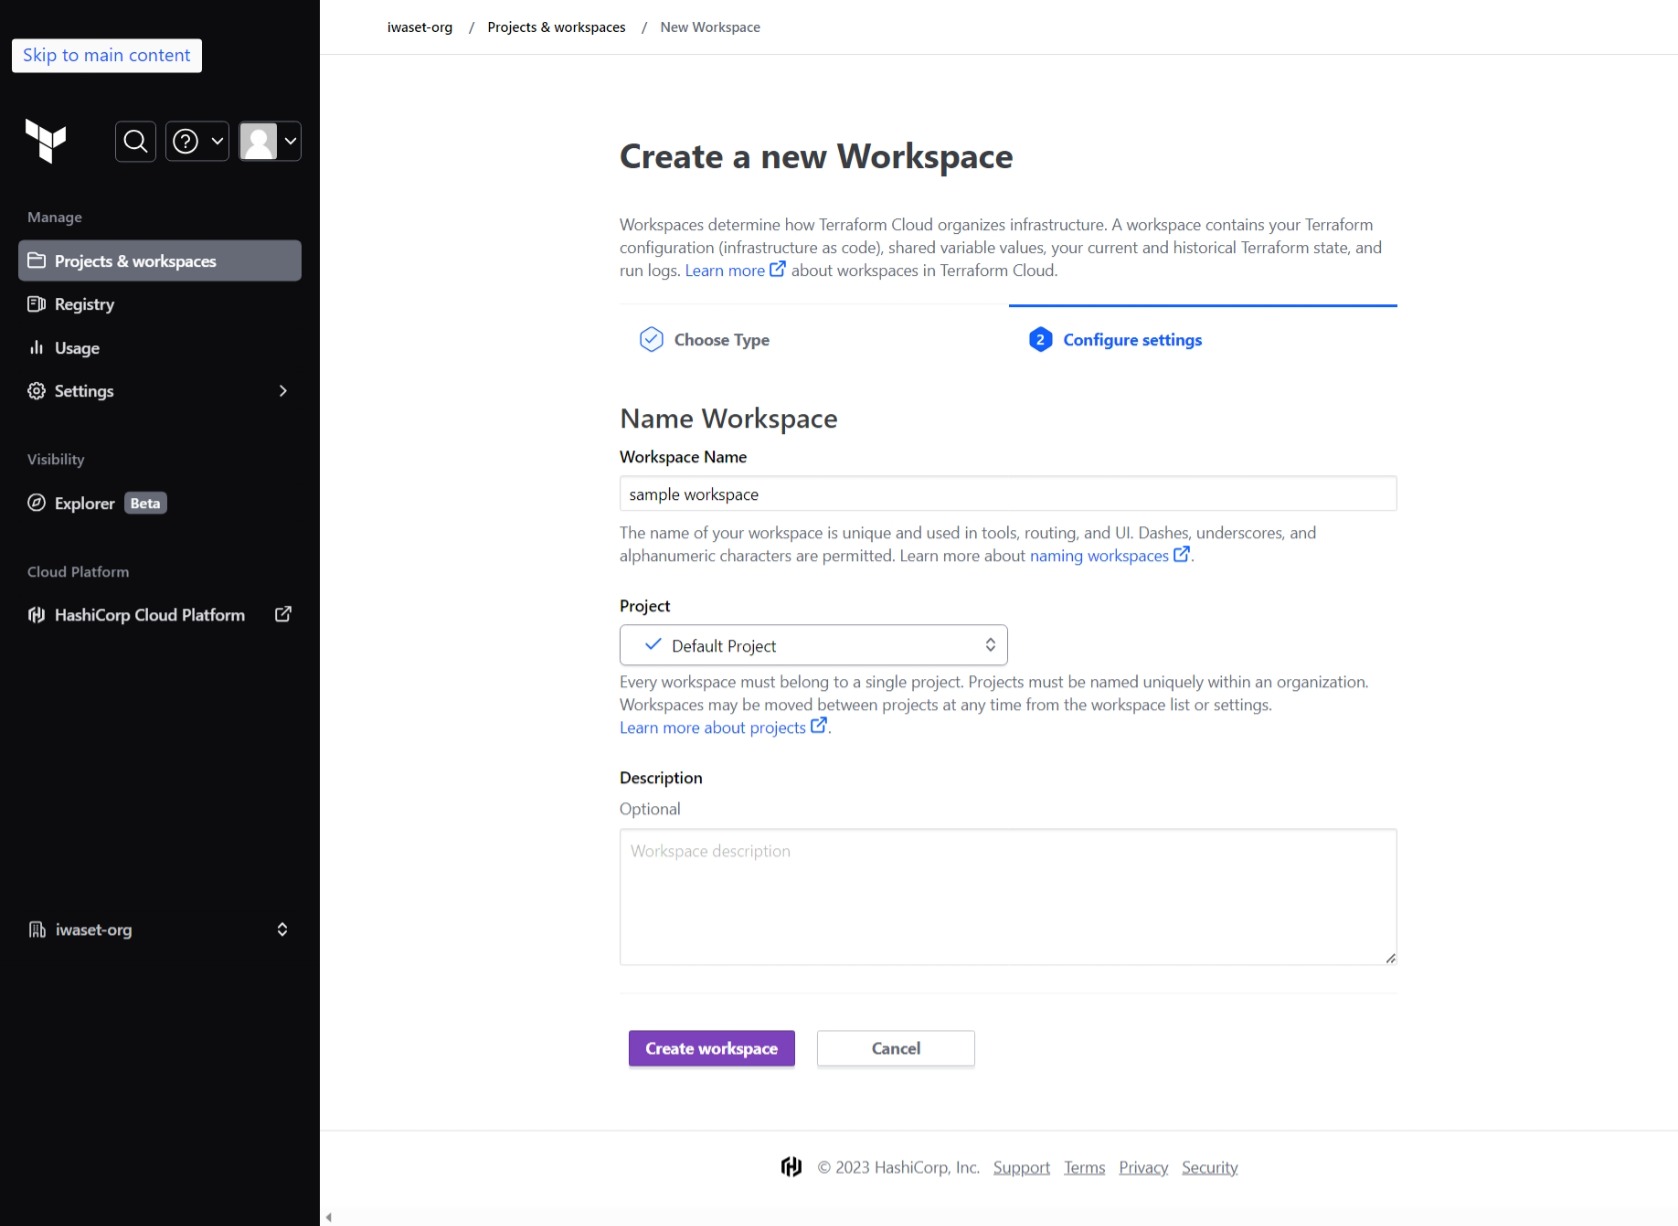 Skip to main content
Manage
Projects & workspaces
Registry
Usage
Settings
Visibility
Explorer Beta
Cloud Platform
HashiCorp Cloud Platform
iwaset-org
iwaset-org / Projects & workspaces / New Workspace
Create a new Workspace
Workspaces determine how Terraform Cloud organizes infrastructure. A workspace contains your Terraform
configuration (infrastructure as code), shared variable values, your current and historical Terraform state, and
run logs. Learn more about workspaces in Terraform Cloud.
Choose Type
2 Configure settings
Name Workspace
Workspace Name
sample workspace
The name of your workspace is unique and used in tools, routing, and UI. Dashes, underscores, and
alphanumeric characters are permitted. Learn more about naming workspaces.
Project
Default Project
Every workspace must belong to a single project. Projects must be named uniquely within an organization.
Workspaces may be moved between projects at any time from the workspace list or settings.
Learn more about projects.
Description
Optional
Workspace description
Create workspace
Cancel
© 2023 HashiCorp, Inc. Support Terms Privacy Security